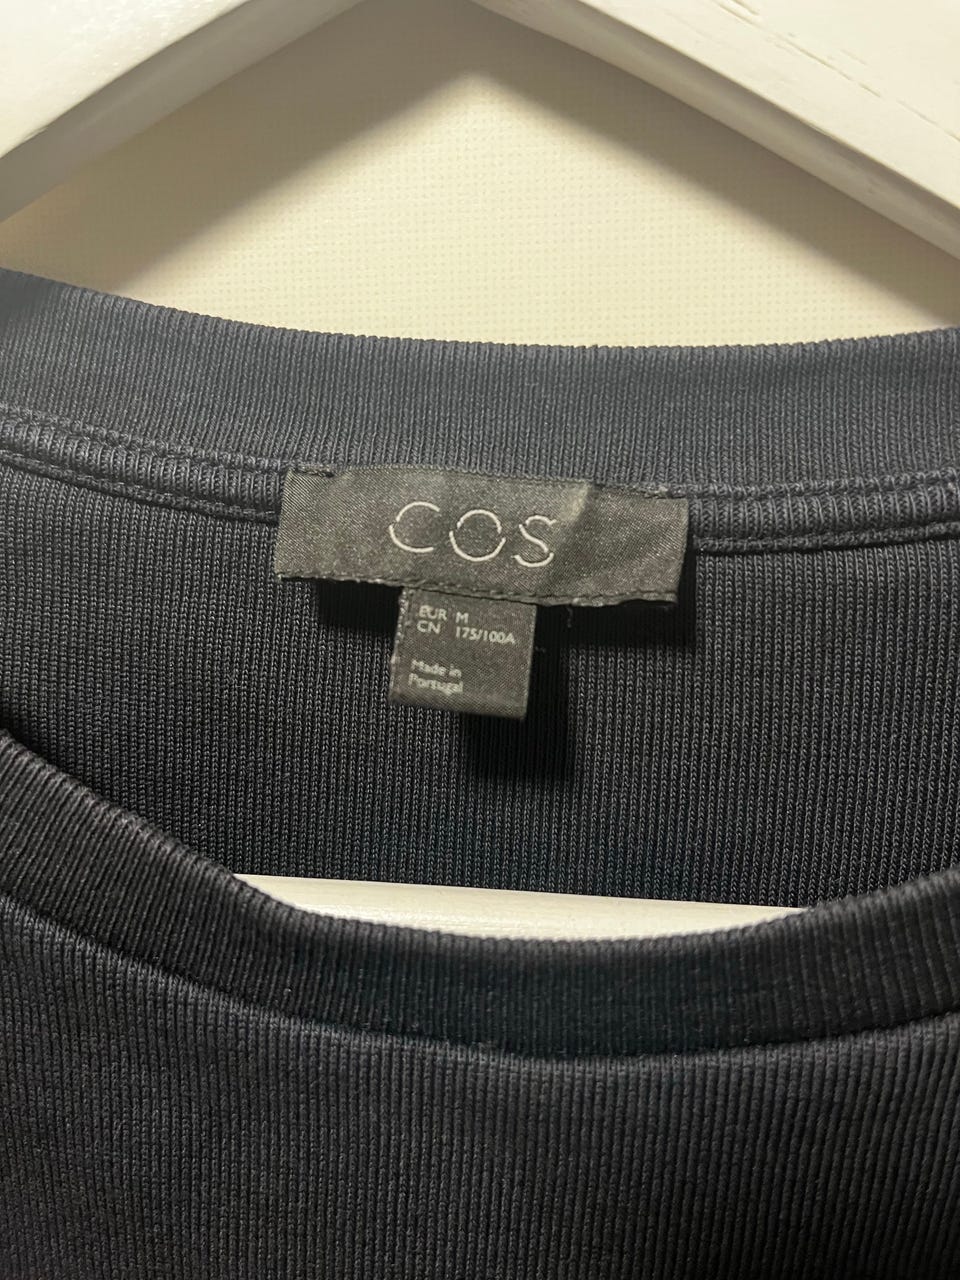 COS
EUR M
CN 175/100A
Made in
Portugal